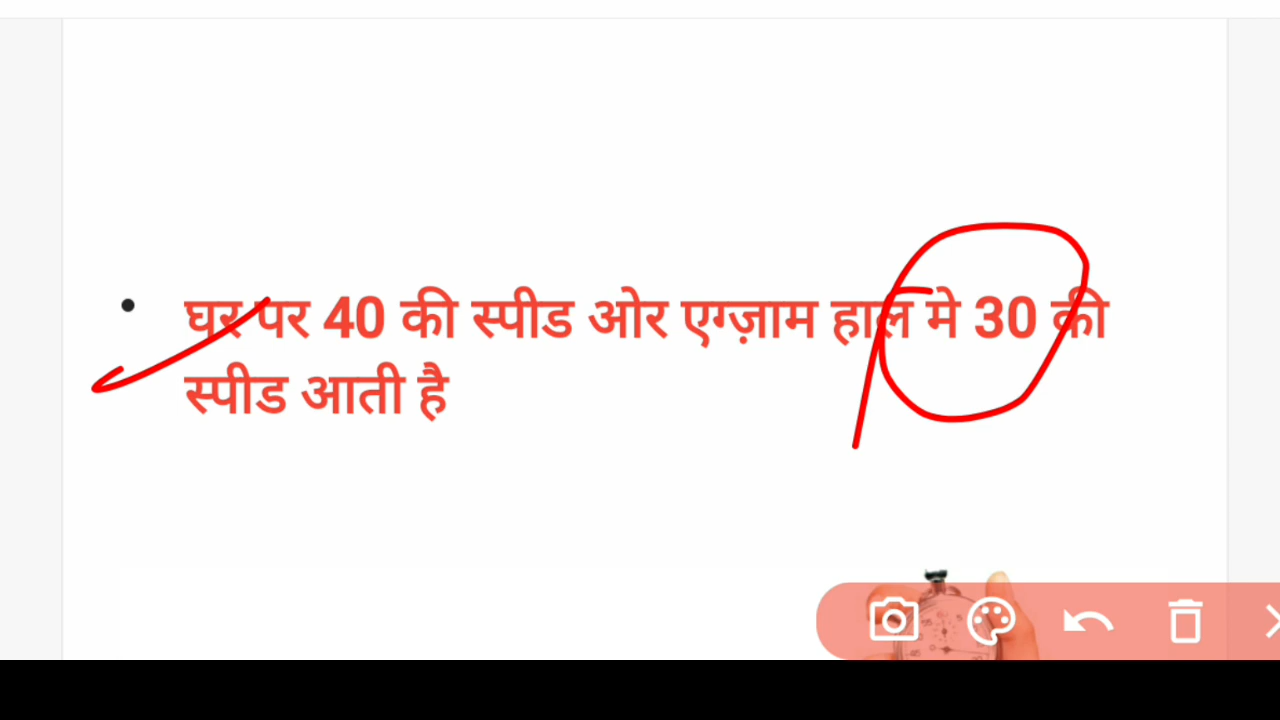 घर पर 40 की स्पीड ओर एग्ज़ाम हाल मे 30 की
स्पीड आती है